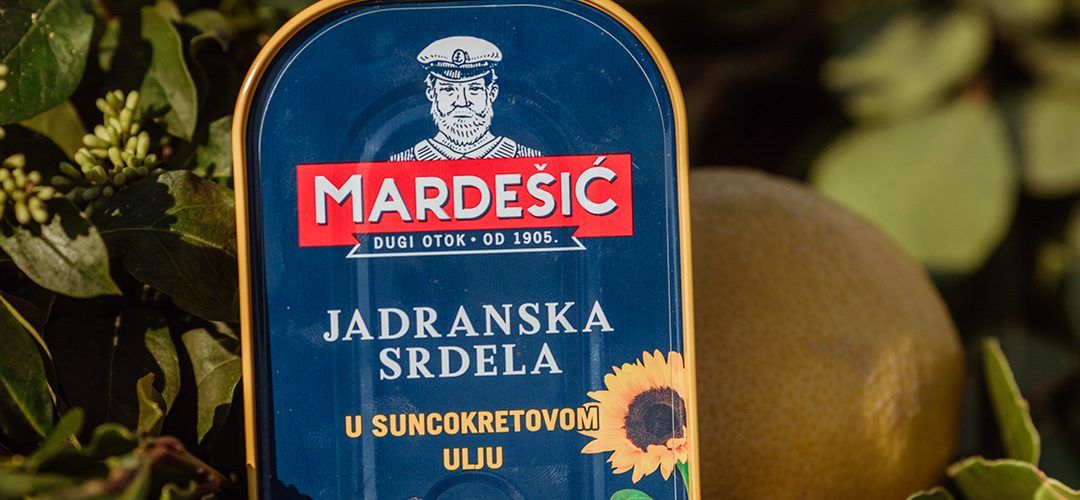 MARDEŠIĆ
DUGI OTOK • OD 1905.
JADRANSKA
SRDELA
U SUNCOKRETOVOM
ULJU